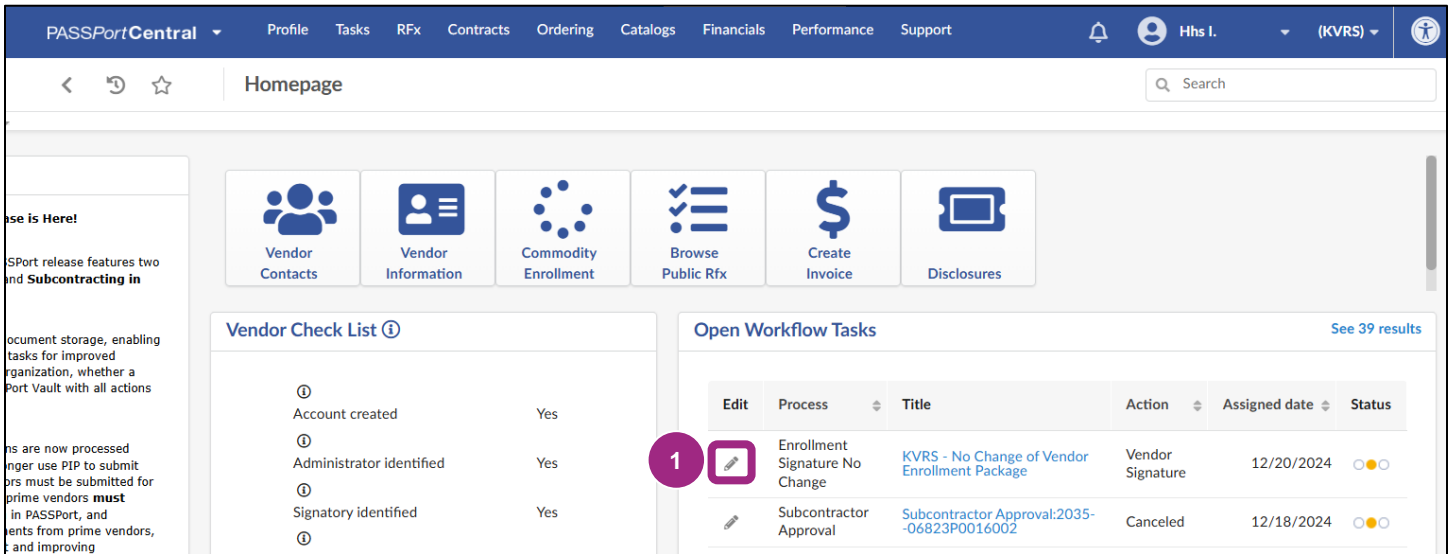 PASSPortCentral Profile Tasks RFx Contracts Ordering Catalogs Financials Performance Support Hhs I. (KVRS)
Homepage
Search
ase is Here!
SSPort release features two
and Subcontracting in
ocument storage, enabling
tasks for improved
rganization, whether a
Port Vault with all actions
ns are now processed
onger use PIP to submit
ors must be submitted for
prime vendors must
in PASSPort, and
ents from prime vendors,
t and improving
Vendor
Contacts
Vendor
Information
Commodity
Enrollment
Browse
Public Rfx
Create
Invoice
Disclosures
Vendor Check List
Account created Yes
Administrator identified Yes
Signatory identified Yes
Open Workflow Tasks See 39 results
Edit Process Title Action Assigned date Status
1
Enrollment
Signature No
Change
KVRS - No Change of Vendor
Enrollment Package
Vendor
Signature
12/20/2024
Subcontractor
Approval
Subcontractor Approval:2035-
-06823P0016002
Canceled
12/18/2024